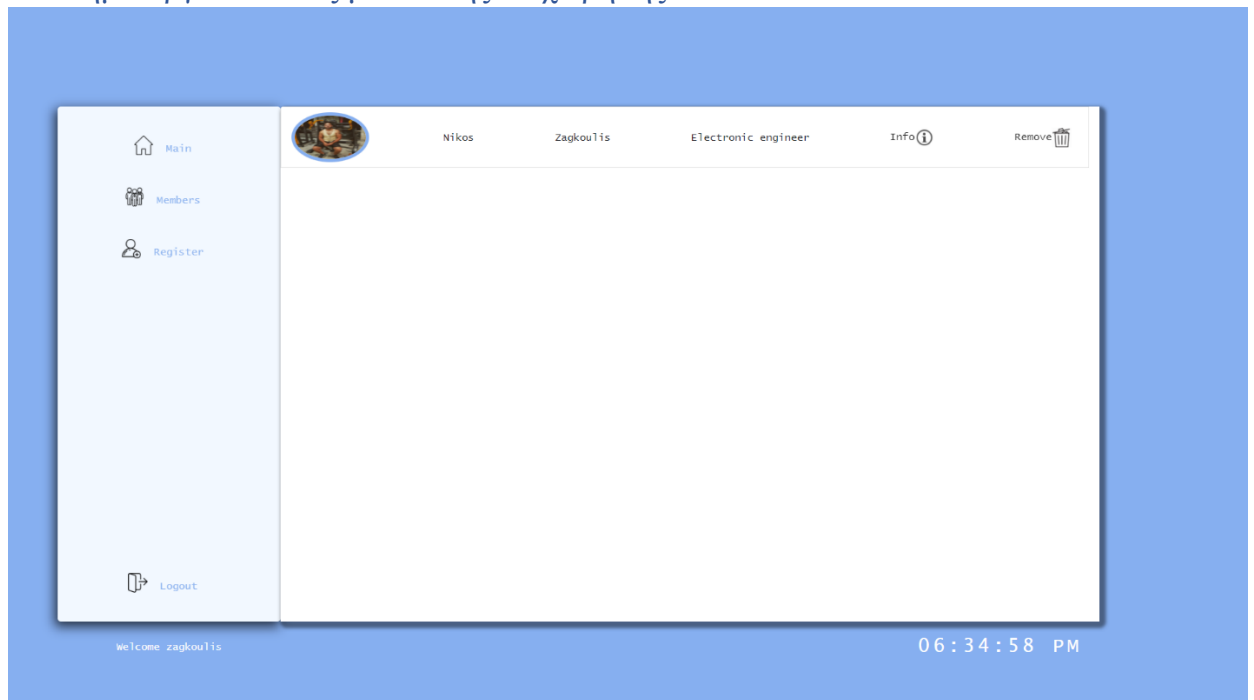 Main
Members
Register
Logout
Nikos Zagkoulis Electronic engineer Info Remove
Welcome zagkoulis
06:34:58 PM